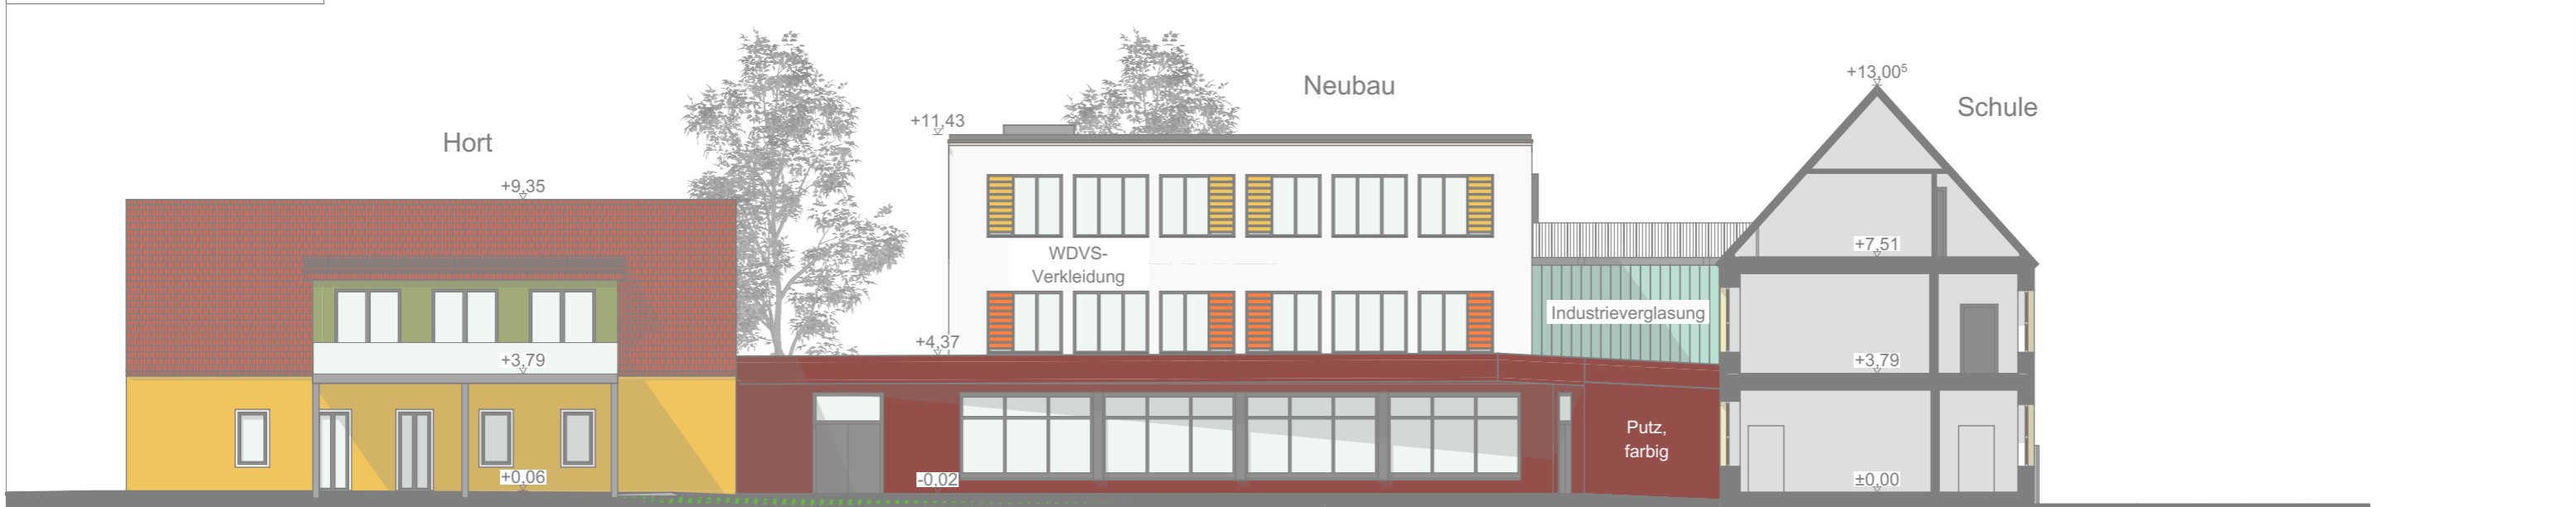 Hort
+9,35
+3,79
+0,06
Neubau
+11,43
WDVS-
Verkleidung
+4,37
-0,02
Industrieverglasung
Putz,
farbig
Schule
+13,00⁵
+7,51
+3,79
±0,00